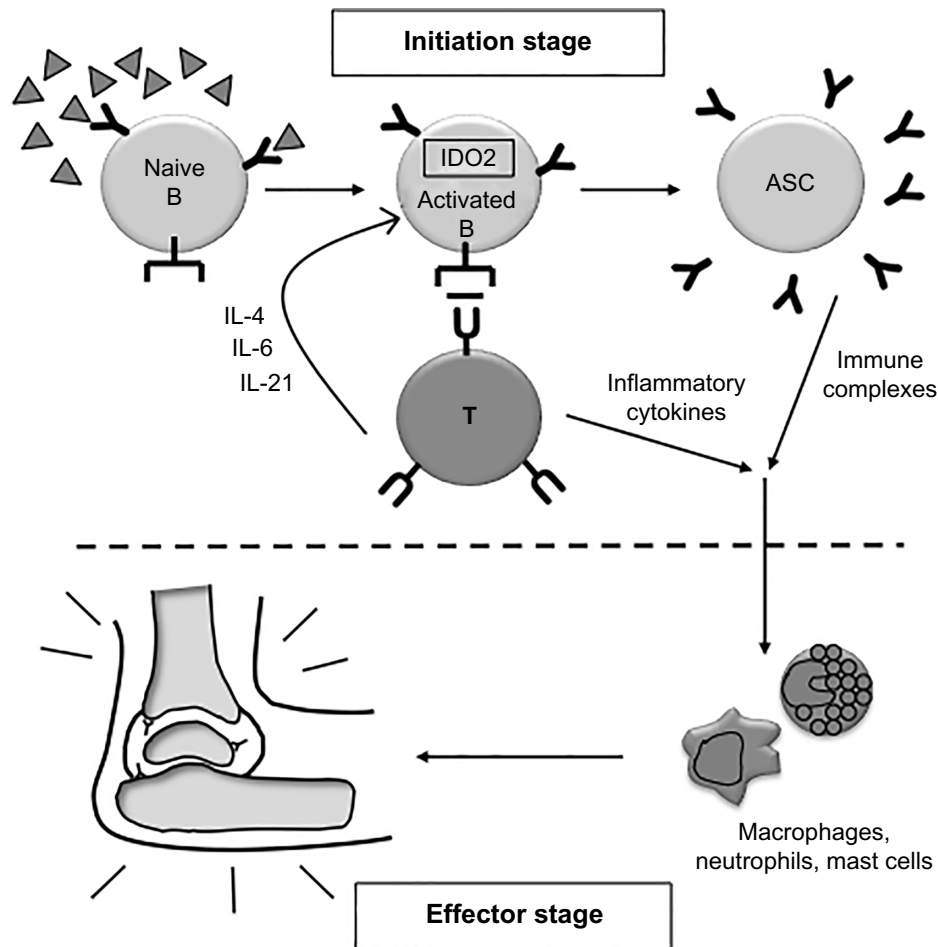 Initiation stage
Naive
B
IDO2
Activated
B
ASC
IL-4
IL-6
IL-21
T
Inflammatory
cytokines
Immune
complexes
Macrophages,
neutrophils, mast cells
Effector stage